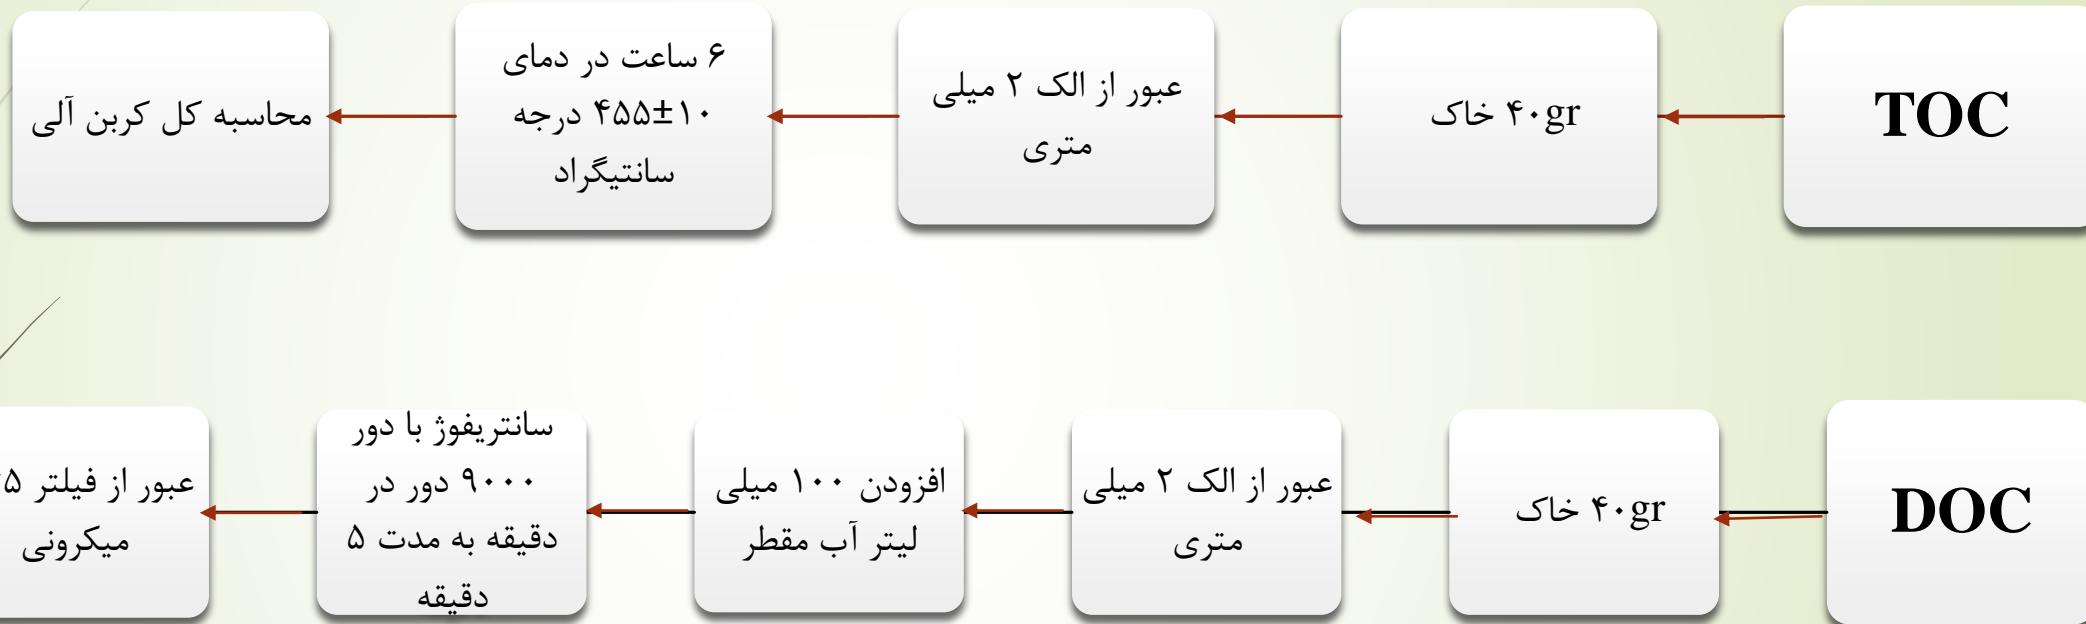 TOC
۴۰gr خاک
عبور از الک ۲ میلی
متری
۶ ساعت در دمای
۴۵۵±۱۰ درجه
سانتیگراد
محاسبه کل کربن آلی
DOC
۴۰gr خاک
عبور از الک ۲ میلی
متری
افزودن ۱۰۰ میلی
لیتر آب مقطر
سانتریفوژ با دور
۹۰۰۰ دور در
دقیقه به مدت ۵
دقیقه
عبور از فیلتر
میکرونی